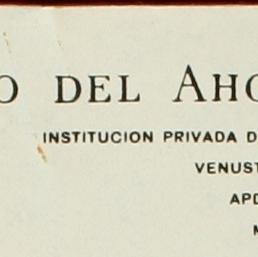 O DEL AHO
INSTITUCION PRIVADA D
VENUST
APD
M